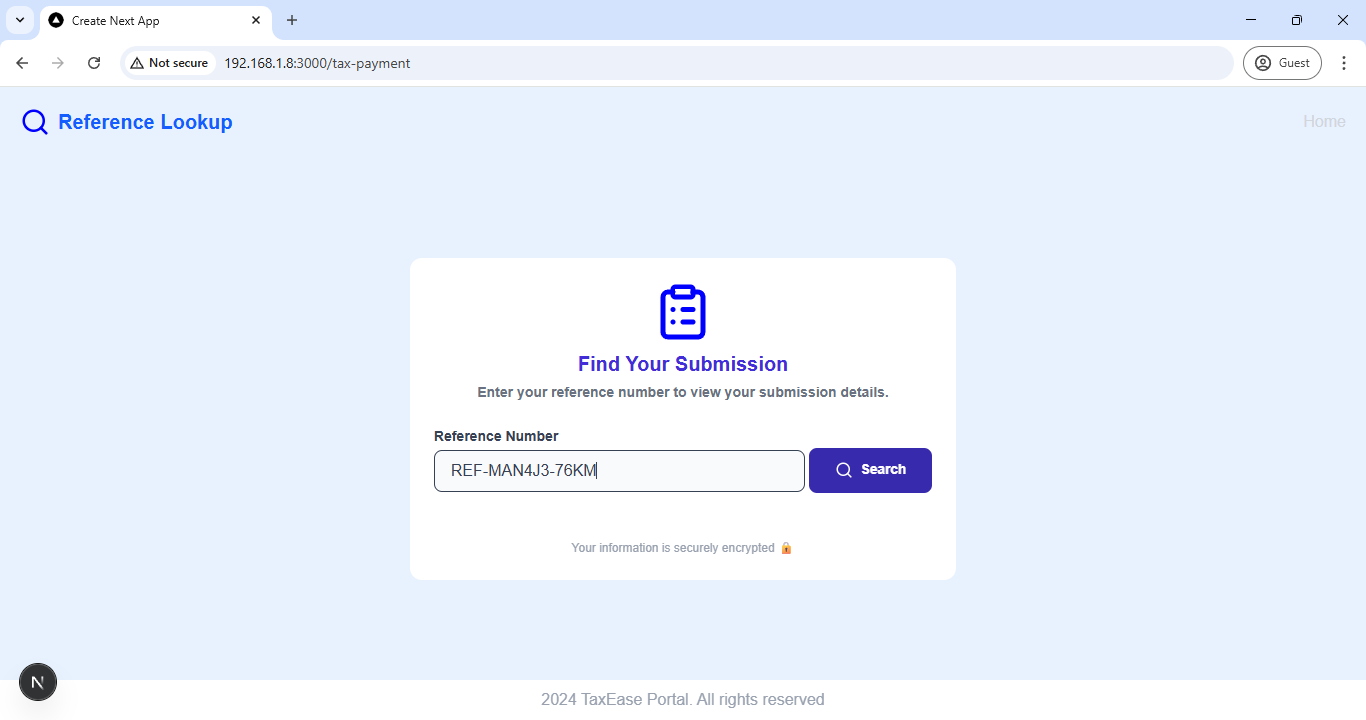 Create Next App
Not secure 192.168.1.8:3000/tax-payment Guest
Reference Lookup Home
Find Your Submission
Enter your reference number to view your submission details.
Reference Number
REF-MAN4J3-76KM Search
Your information is securely encrypted 🔒
N
2024 TaxEase Portal. All rights reserved